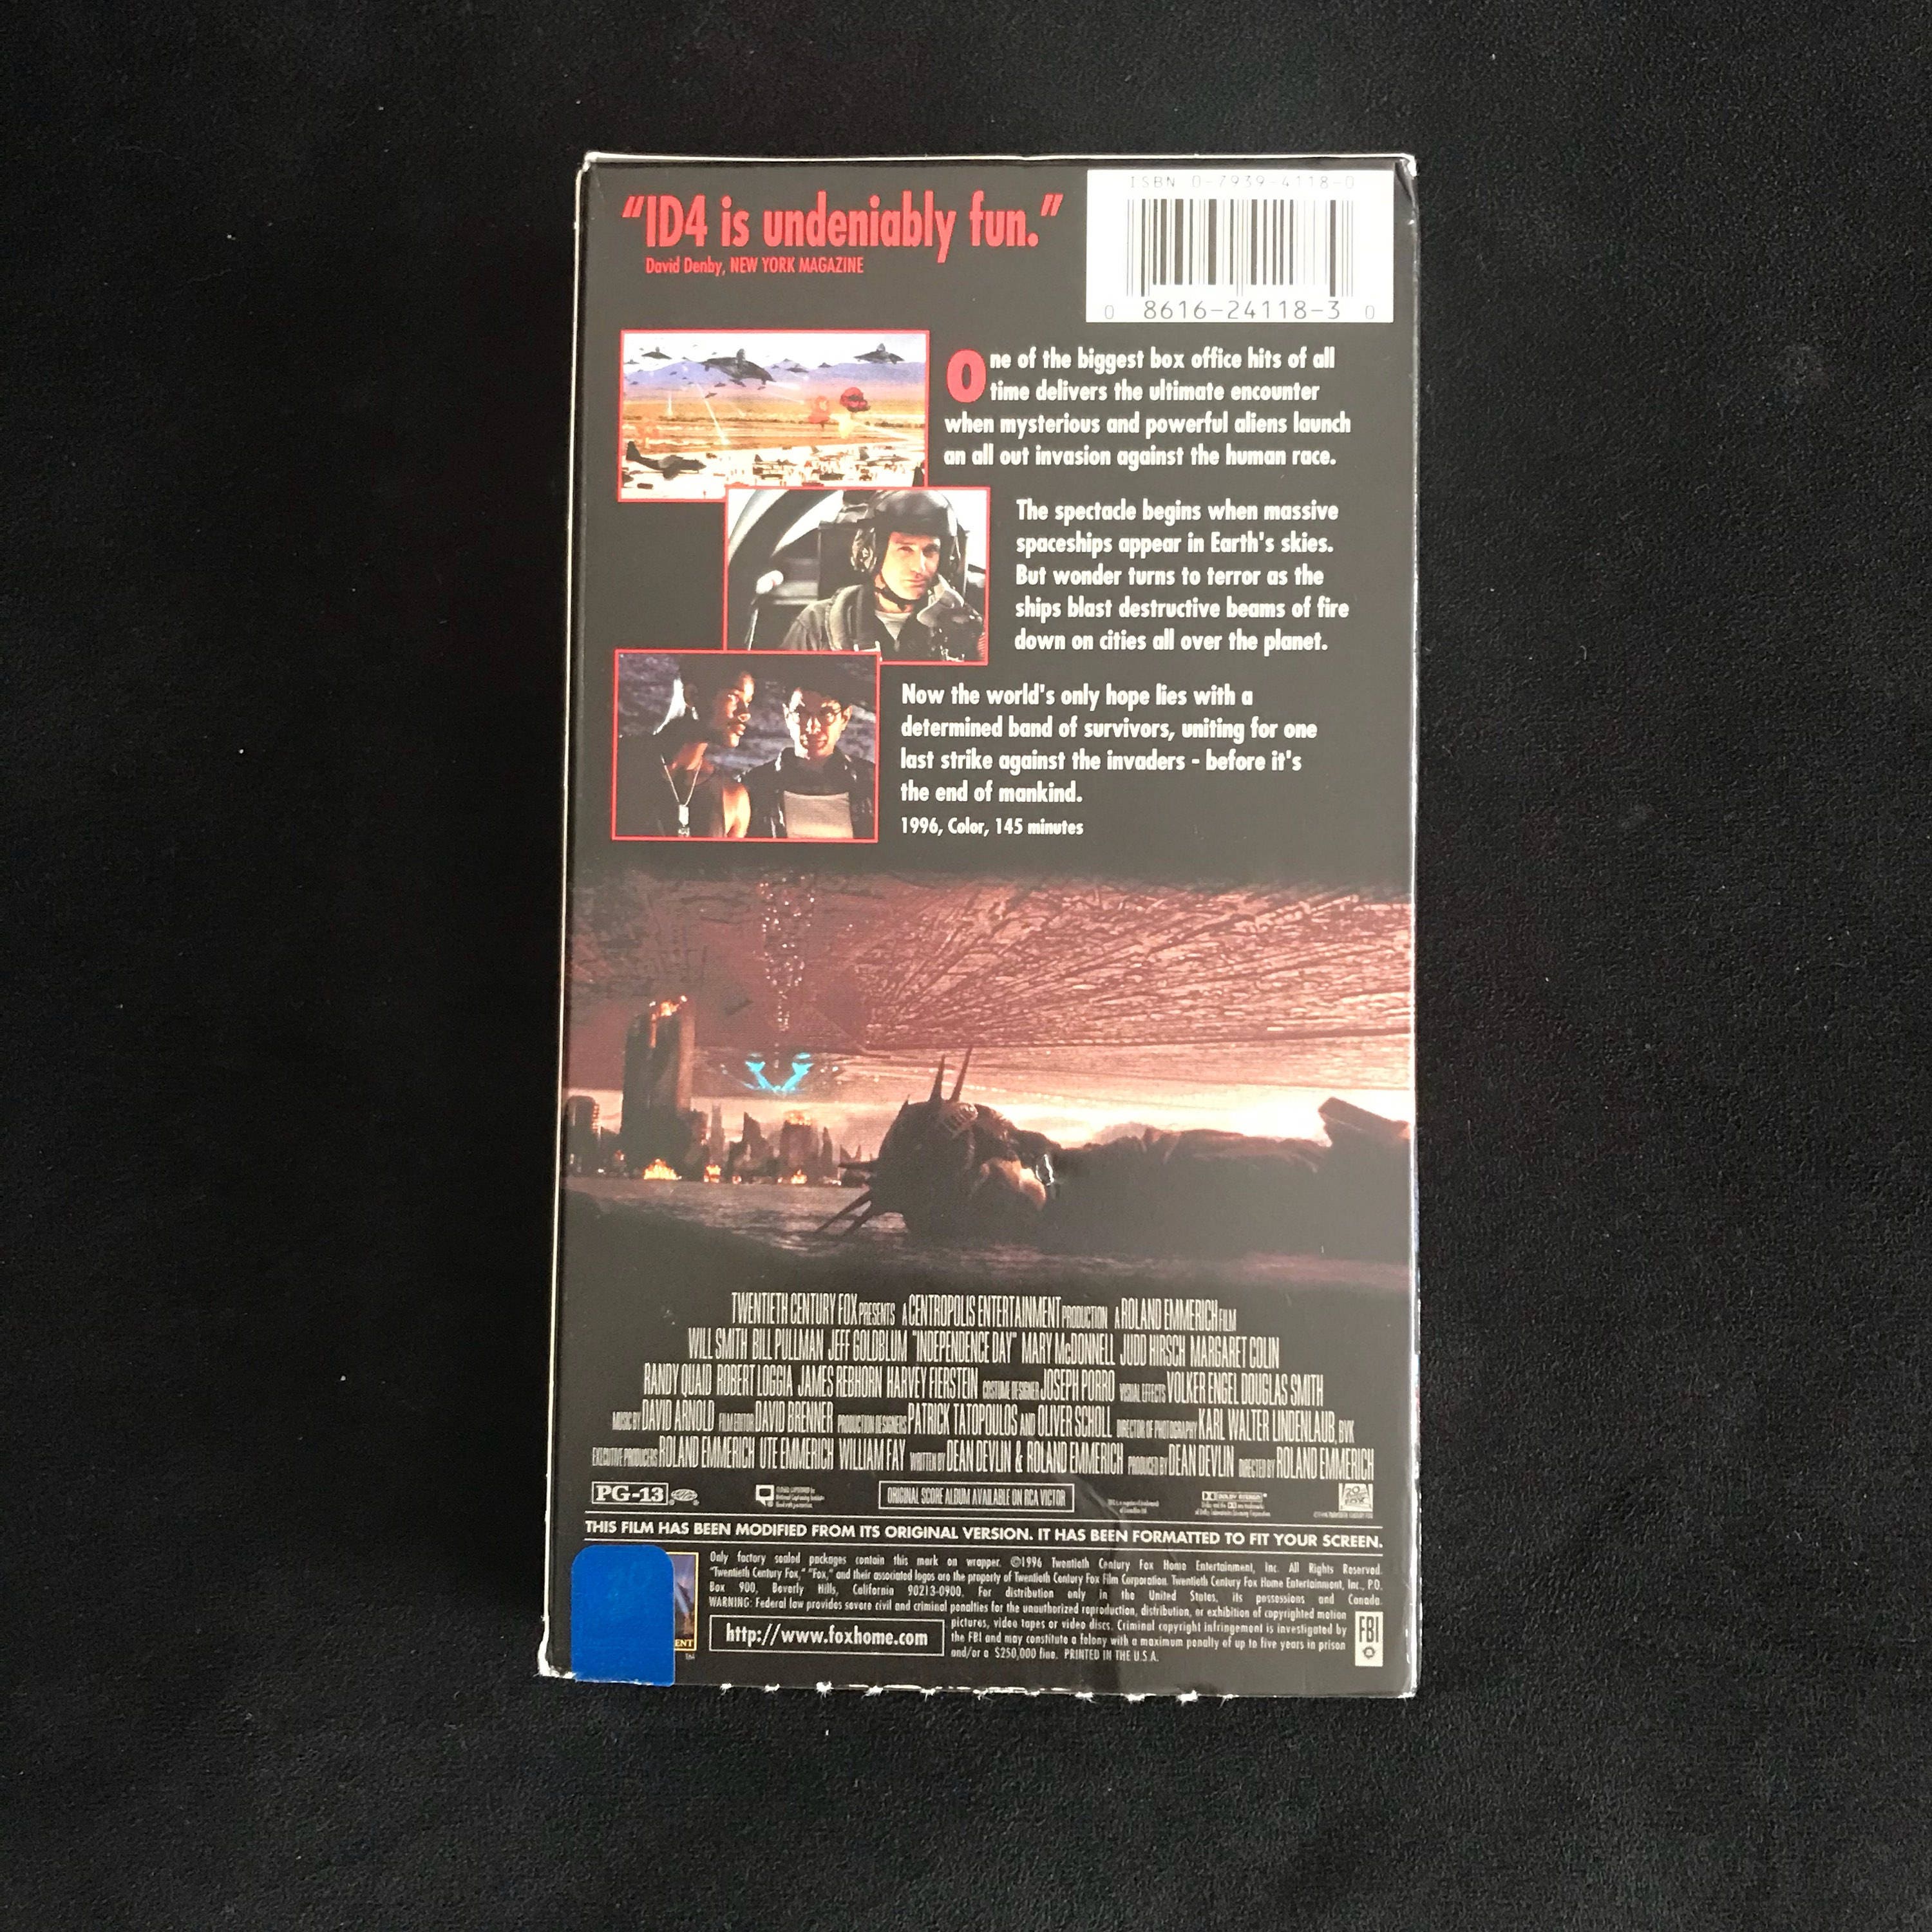 "ID4 is undeniably fun."
David Denby, NEW YORK MAGAZINE
ISBN 0-7939-4118-0
0 8616-24118-3 0
One of the biggest box office hits of all
time delivers the ultimate encounter
when mysterious and powerful aliens launch
an all out invasion against the human race.
The spectacle begins when massive
spaceships appear in Earth's skies.
But wonder turns to terror as the
ships blast destructive beams of fire
down on cities all over the planet.
Now the world's only hope lies with a
determined band of survivors, uniting for one
last strike against the invaders - before it's
the end of mankind.
1996, Color, 145 minutes
TWENTIETH CENTURY FOX PRESENTS A CENTROPOLIS ENTERTAINMENT PRODUCTION A ROLAND EMMERICH FILM
WILL SMITH BILL PULLMAN JEFF GOLDBLUM "INDEPENDENCE DAY" MARY McDONNELL JUDD HIRSCH MARGARET COLIN
RANDY QUAID ROBERT LOGGIA JAMES REBHORN HARVEY FIERSTEIN COSTUME DESIGNER JOSEPH PORRO VISUAL EFFECTS VOLKER ENGEL DOUGLAS SMITH
MUSIC BY DAVID ARNOLD FILM EDITOR DAVID BRENNER PRODUCTION DESIGNERS PATRICK TATOPOULOS AND OLIVER SCHOLL DIRECTOR OF PHOTOGRAPHY KARL WALTER LINDENLAUB, BVK
EXECUTIVE PRODUCERS ROLAND EMMERICH UTE EMMERICH WILLIAM FAY WRITTEN BY DEAN DEVLIN & ROLAND EMMERICH PRODUCED BY DEAN DEVLIN DIRECTED BY ROLAND EMMERICH
PG-13 ORIGINAL SCORE ALBUM AVAILABLE ON RCA VICTOR
THIS FILM HAS BEEN MODIFIED FROM ITS ORIGINAL VERSION. IT HAS BEEN FORMATTED TO FIT YOUR SCREEN.
Only factory sealed packages contain this mark on wrapper. ©1996 Twentieth Century Fox Home Entertainment, Inc. All Rights Reserved.
"Twentieth Century Fox," "Fox," and their associated logos are the property of Twentieth Century Fox Film Corporation. Twentieth Century Fox Home Entertainment, Inc., P.O.
Box 900, Beverly Hills, California 90213-0900. For distribution only in the United States, its possessions and Canada.
WARNING: Federal law provides severe civil and criminal penalties for the unauthorized reproduction, distribution, or exhibition of copyrighted motion
pictures, video tapes or video discs. Criminal copyright infringement is investigated by
the FBI and may constitute a felony with a maximum penalty of up to five years in prison
and/or a $250,000 fine. PRINTED IN THE U.S.A.
http://www.foxhome.com
FBI